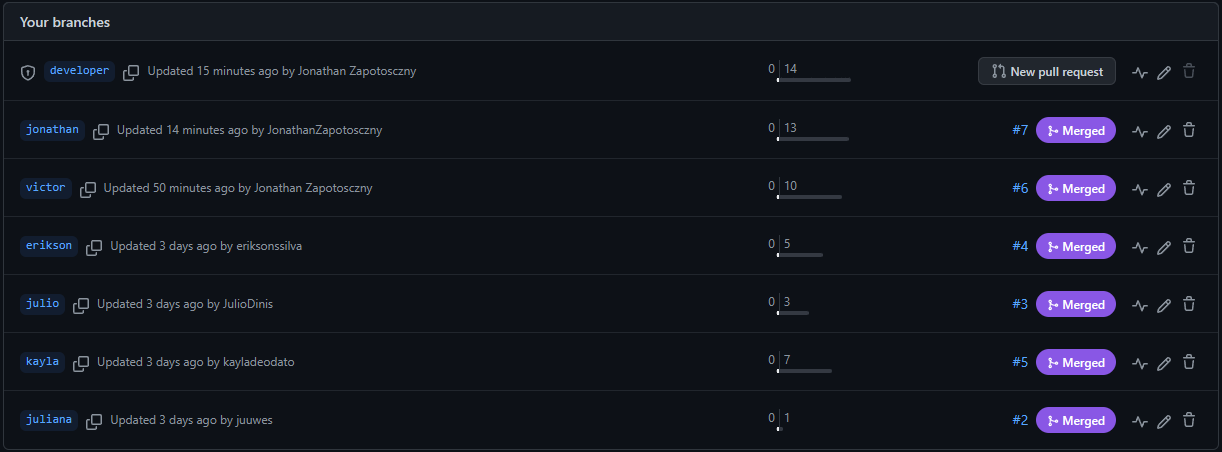 Your branches
developer Updated 15 minutes ago by Jonathan Zapotosczny 0 14 New pull request
jonathan Updated 14 minutes ago by JonathanZapotosczny 0 13 #7 Merged
victor Updated 50 minutes ago by Jonathan Zapotosczny 0 10 #6 Merged
erikson Updated 3 days ago by eriksonssilva 0 5 #4 Merged
julio Updated 3 days ago by JulioDinis 0 3 #3 Merged
kayla Updated 3 days ago by kayladeodato 0 7 #5 Merged
juliana Updated 3 days ago by juuwes 0 1 #2 Merged